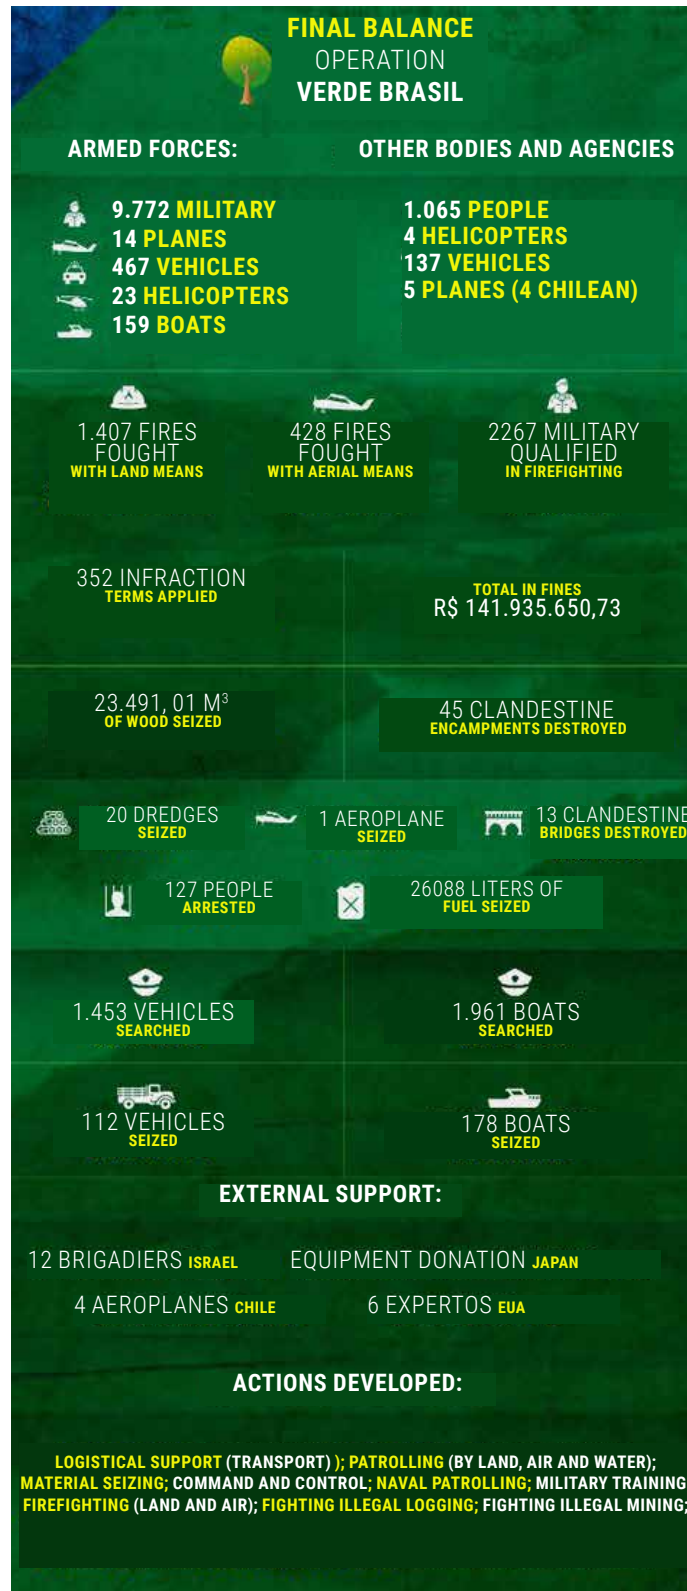 FINAL BALANCE
OPERATION
VERDE BRASIL
ARMED FORCES:
9.772 MILITARY
14 PLANES
467 VEHICLES
23 HELICOPTERS
159 BOATS
OTHER BODIES AND AGENCIES
1.065 PEOPLE
4 HELICOPTERS
137 VEHICLES
5 PLANES (4 CHILEAN)
1.407 FIRES
FOUGHT
WITH LAND MEANS
428 FIRES
FOUGHT
WITH AERIAL MEANS
2267 MILITARY
QUALIFIED
IN FIREFIGHTING
352 INFRACTION
TERMS APPLIED
TOTAL IN FINES
R$ 141.935.650,73
23.491, 01 M³
OF WOOD SEIZED
45 CLANDESTINE
ENCAMPMENTS DESTROYED
20 DREDGES
SEIZED
1 AEROPLANE
SEIZED
13 CLANDESTINE
BRIDGES DESTROYED
127 PEOPLE
ARRESTED
26088 LITERS OF
FUEL SEIZED
1.453 VEHICLES
SEARCHED
1.961 BOATS
SEARCHED
112 VEHICLES
SEIZED
178 BOATS
SEIZED
EXTERNAL SUPPORT:
12 BRIGADIERS ISRAEL
EQUIPMENT DONATION JAPAN
4 AEROPLANES CHILE
6 EXPERTOS EUA
ACTIONS DEVELOPED:
LOGISTICAL SUPPORT (TRANSPORT) ); PATROLLING (BY LAND, AIR AND WATER);
MATERIAL SEIZING; COMMAND AND CONTROL; NAVAL PATROLLING; MILITARY TRAINING
FIREFIGHTING (LAND AND AIR); FIGHTING ILLEGAL LOGGING; FIGHTING ILLEGAL MINING;